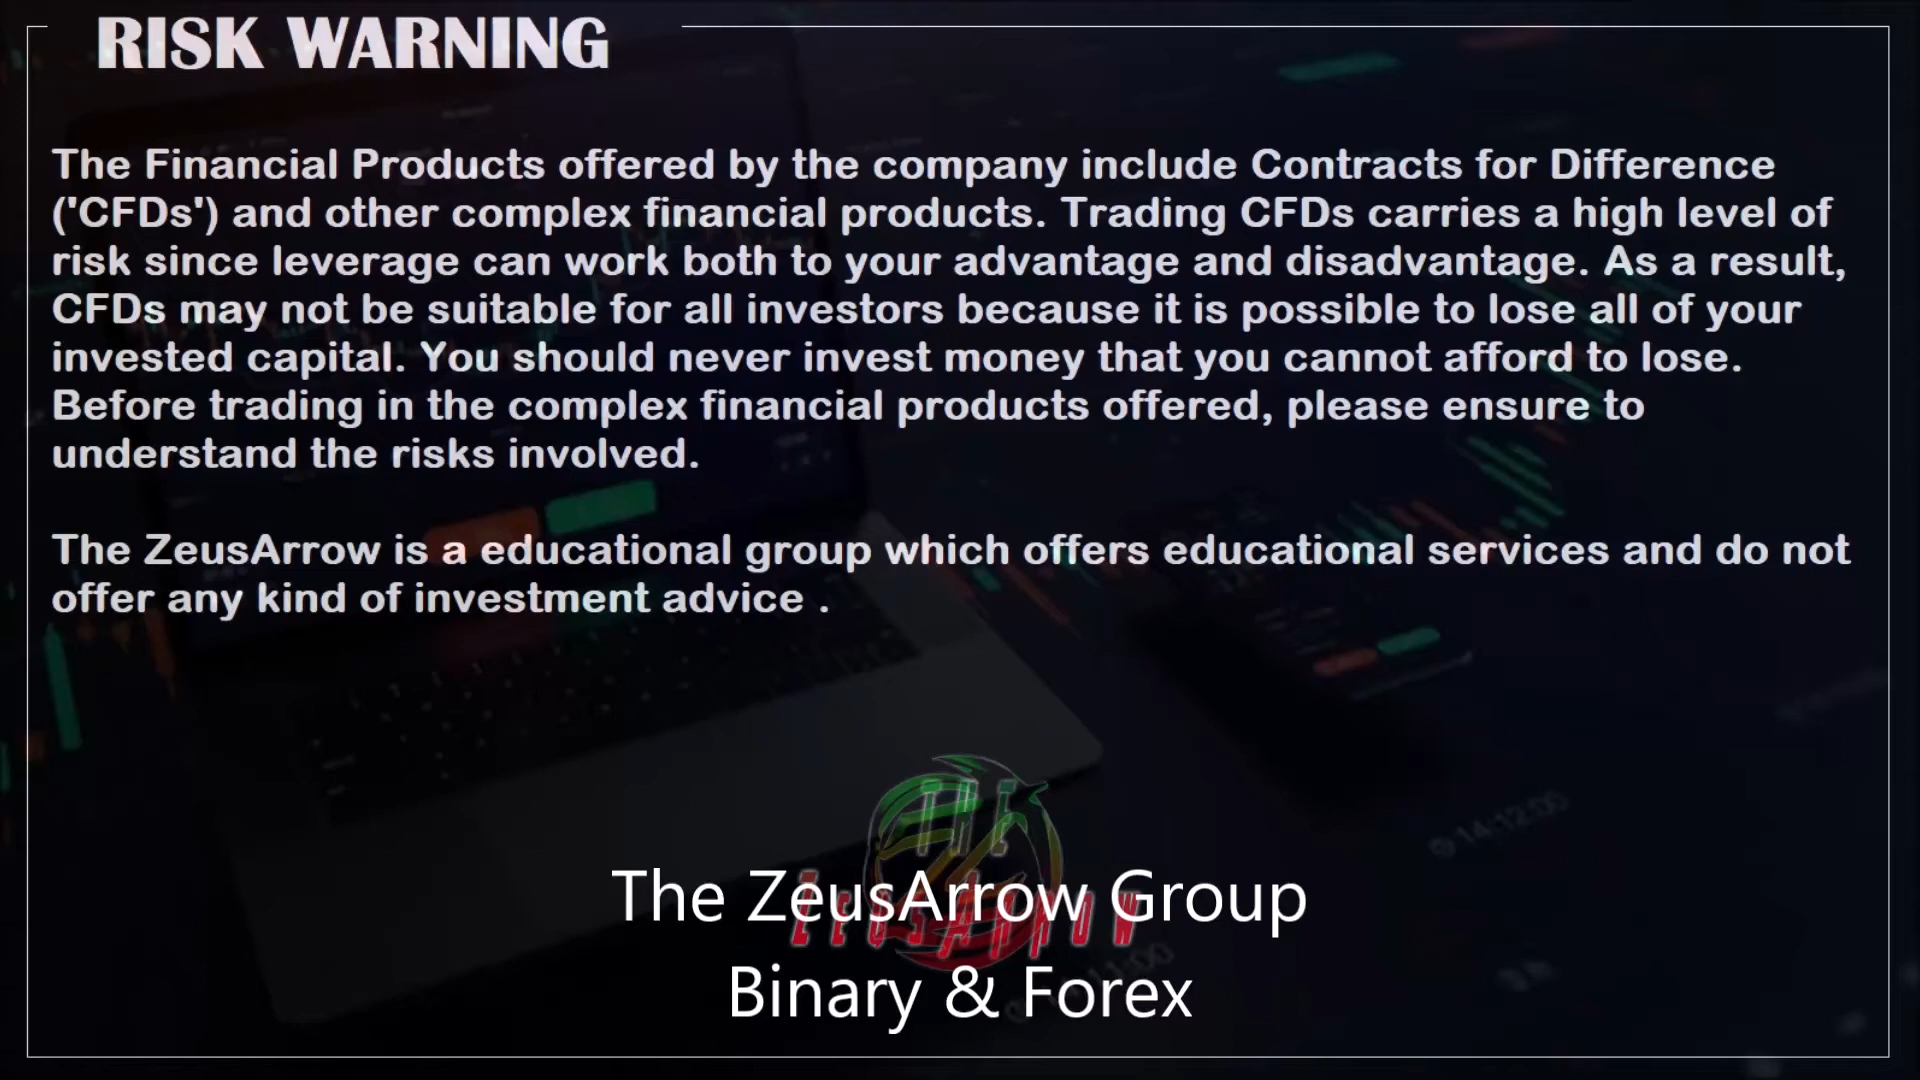 RISK WARNING
The Financial Products offered by the company include Contracts for Difference
('CFDs') and other complex financial products. Trading CFDs carries a high level of
risk since leverage can work both to your advantage and disadvantage. As a result,
CFDs may not be suitable for all investors because it is possible to lose all of your
invested capital. You should never invest money that you cannot afford to lose.
Before trading in the complex financial products offered, please ensure to
understand the risks involved.
The ZeusArrow is a educational group which offers educational services and do not
offer any kind of investment advice .
THE
ZEUSARROW
The ZeusArrow Group
Binary & Forex